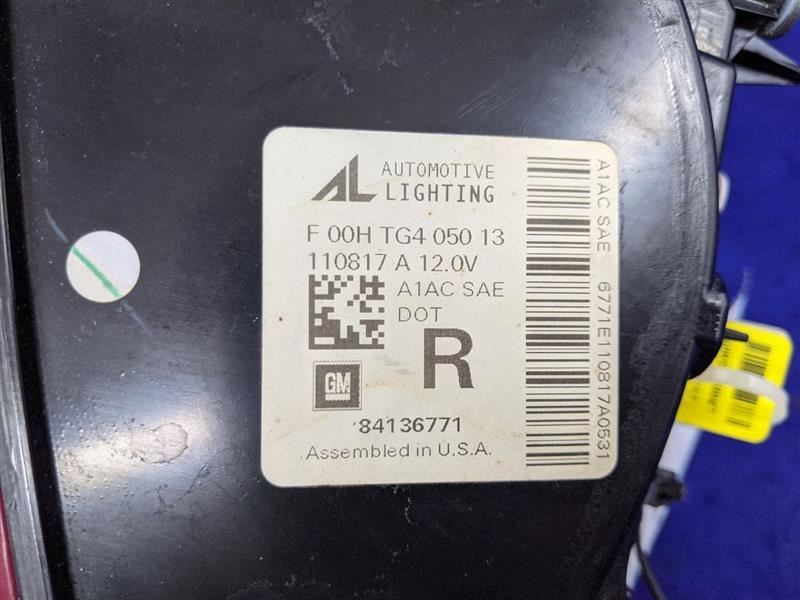 AL AUTOMOTIVE
LIGHTING
F 00H TG4 050 13
110817 A 12.0V
A1AC SAE
DOT
R
GM
84136771
Assembled in U.S.A.
A1AC SAE 6771E110817A0531